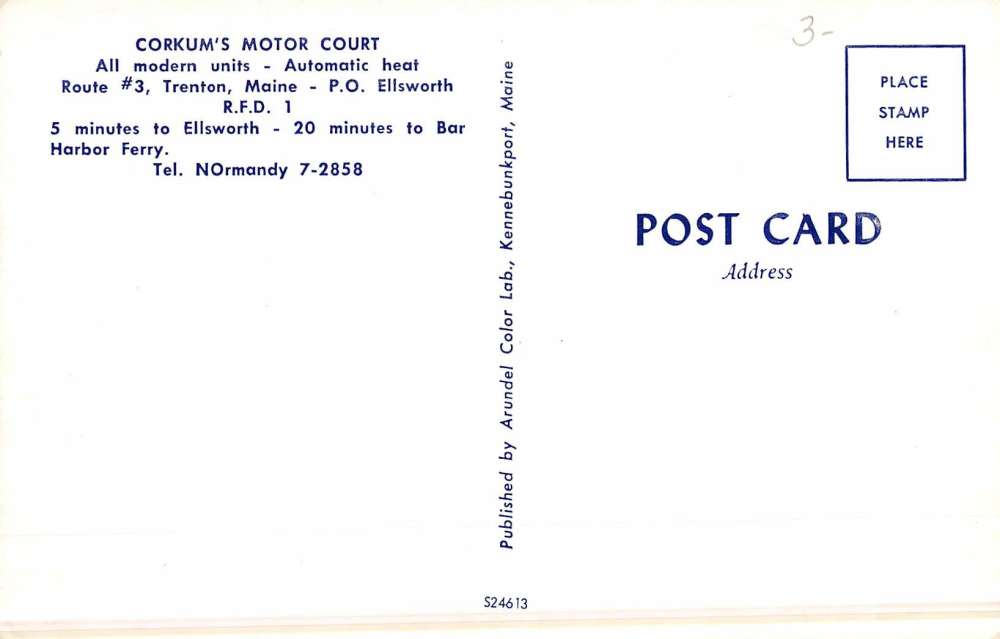 CORKUM'S MOTOR COURT
All modern units - Automatic heat
Route #3, Trenton, Maine - P.O. Ellsworth
R.F.D. 1
5 minutes to Ellsworth - 20 minutes to Bar
Harbor Ferry.
Tel. NOrmandy 7-2858
Published by Arundel Color Lab., Kennebunkport, Maine
S24613
3-
PLACE
STAMP
HERE
POST CARD
Address